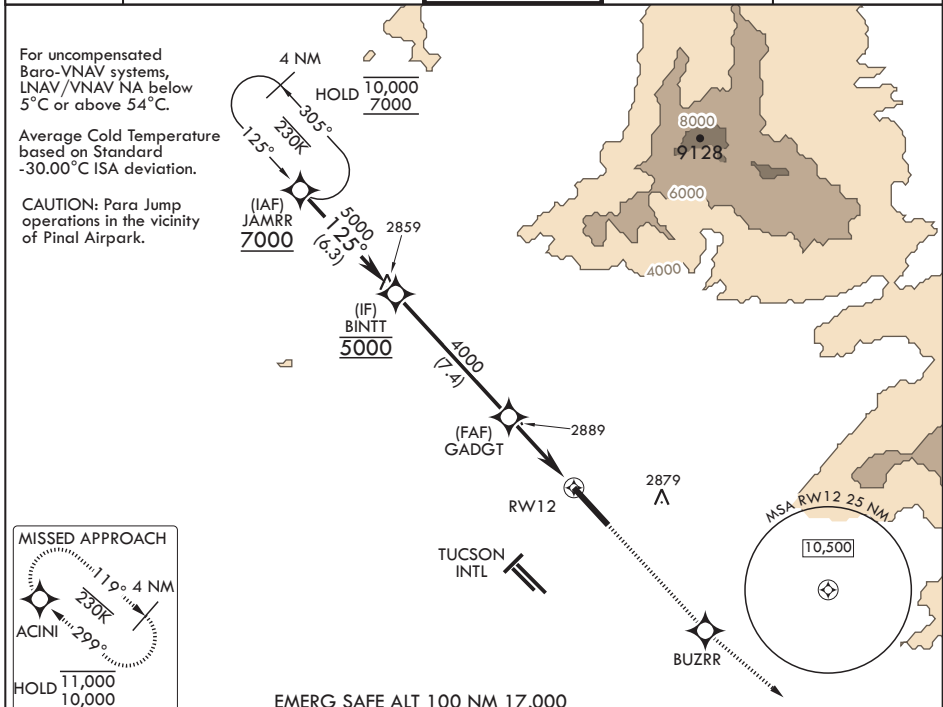 For uncompensated
Baro-VNAV systems,
LNAV/VNAV NA below
5°C or above 54°C.
Average Cold Temperature
based on Standard
-30.00°C ISA deviation.
CAUTION: Para Jump
operations in the vicinity
of Pinal Airpark.
4 NM
HOLD 10,000
7000
305°
230K
125°
(IAF)
JAMRR
7000
5000
125°
(6.3)
2859
(IF)
BINTT
5000
4000
(7.4)
(FAF)
GADGT
2889
RW12
2879
TUCSON
INTL
BUZRR
8000
9128
6000
4000
MSA RW12 25 NM
10,500
MISSED APPROACH
119°
4 NM
230K
299°
ACINI
HOLD 11,000
10,000
EMERG SAFE ALT 100 NM 17,000